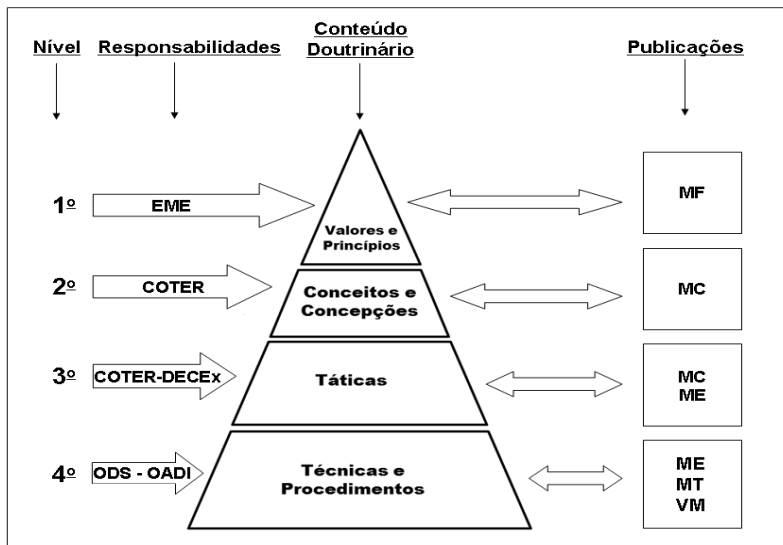 Nível
Responsabilidades
Conteúdo
Doutrinário
Publicações
1º
EME
Valores e
Princípios
MF
2º
COTER
Conceitos e
Concepções
MC
3º
COTER-DECEx
Táticas
MC
ME
4º
ODS - OADI
Técnicas e
Procedimentos
ME
MT
VM